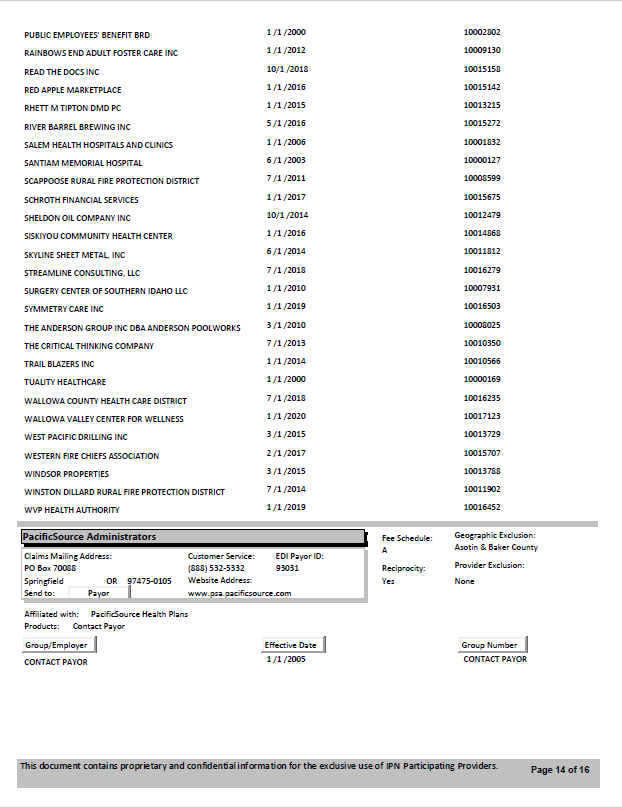 PUBLIC EMPLOYEES' BENEFIT BRD 1 /1 /2000 10002802
RAINBOWS END ADULT FOSTER CARE INC 1 /1 /2012 10009130
READ THE DOCS INC 10/1 /2018 10015158
RED APPLE MARKETPLACE 1 /1 /2016 10015142
RHETT M TIPTON DMD PC 1 /1 /2015 10013215
RIVER BARREL BREWING INC 5 /1 /2016 10015272
SALEM HEALTH HOSPITALS AND CLINICS 1 /1 /2006 10001832
SANTIAM MEMORIAL HOSPITAL 6 /1 /2003 10000127
SCAPPOOSE RURAL FIRE PROTECTION DISTRICT 7 /1 /2011 10008599
SCHROTH FINANCIAL SERVICES 1 /1 /2017 10015675
SHELDON OIL COMPANY INC 10/1 /2014 10012479
SISKIYOU COMMUNITY HEALTH CENTER 1 /1 /2016 10014868
SKYLINE SHEET METAL, INC 6 /1 /2014 10011812
STREAMLINE CONSULTING, LLC 7 /1 /2018 10016279
SURGERY CENTER OF SOUTHERN IDAHO LLC 1 /1 /2010 10007931
SYMMETRY CARE INC 1 /1 /2019 10016503
THE ANDERSON GROUP INC DBA ANDERSON POOLWORKS 3 /1 /2010 10008025
THE CRITICAL THINKING COMPANY 7 /1 /2013 10010350
TRAIL BLAZERS INC 1 /1 /2014 10010566
TUALITY HEALTHCARE 1 /1 /2000 10000169
WALLOWA COUNTY HEALTH CARE DISTRICT 7 /1 /2018 10016235
WALLOWA VALLEY CENTER FOR WELLNESS 1 /1 /2020 10017123
WEST PACIFIC DRILLING INC 3 /1 /2015 10013729
WESTERN FIRE CHIEFS ASSOCIATION 2 /1 /2017 10015707
WINDSOR PROPERTIES 3 /1 /2015 10013788
WINSTON DILLARD RURAL FIRE PROTECTION DISTRICT 7 /1 /2014 10011902
WVP HEALTH AUTHORITY 1 /1 /2019 10016452
PacificSource Administrators Fee Schedule: Geographic Exclusion:
A Asotin & Baker County
Claims Mailing Address: Customer Service: EDI Payor ID:
PO Box 70088 (888) 532-5332 93031 Reciprocity: Provider Exclusion:
Springfield OR 97475-0105 Website Address: Yes None
Send to: Payor www.psa.pacificsource.com
Affiliated with: PacificSource Health Plans
Products: Contact Payor
Group/Employer Effective Date Group Number
CONTACT PAYOR 1 /1 /2005 CONTACT PAYOR
This document contains proprietary and confidential information for the exclusive use of IPN Participating Providers. Page 14 of 16